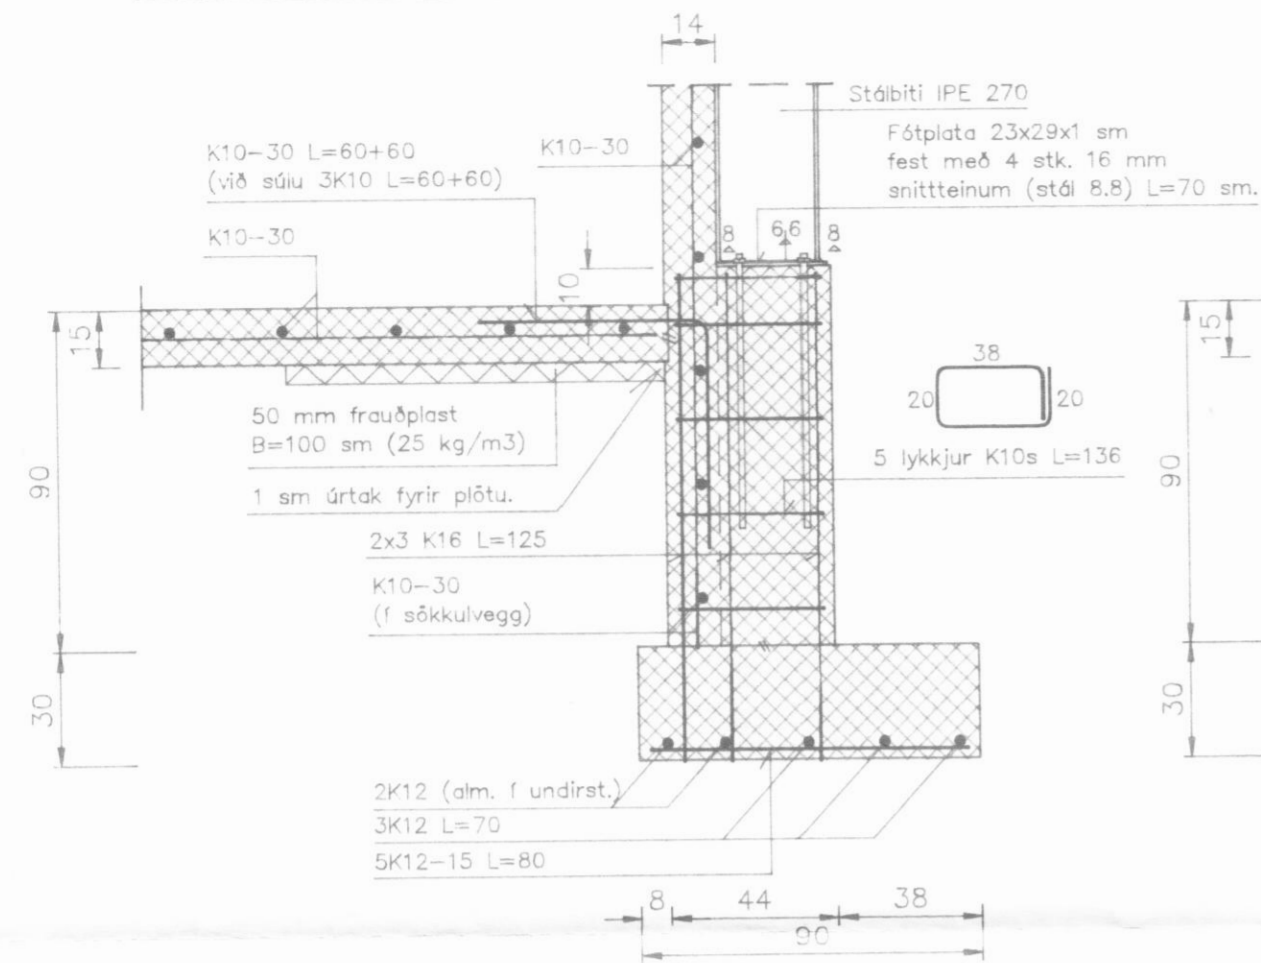 14
Stálbiti IPE 270
Fótplata 23x29x1 sm
fest með 4 stk. 16 mm
snittteinum (stál 8.8) L=70 sm.
K10-30 L=60+60
(við súlu 3K10 L=60+60)
K10-30
K10-30
8
6,6
8
10
15
15
38
20
20
50 mm frauðplast
B=100 sm (25 kg/m3)
5 lykkjur K10s L=136
1 sm úrtak fyrir plötu.
90
90
2x3 K16 L=125
K10-30
(í sökkulvegg)
30
30
2K12 (alm. í undirst.)
3K12 L=70
5K12-15 L=80
8
44
38
90